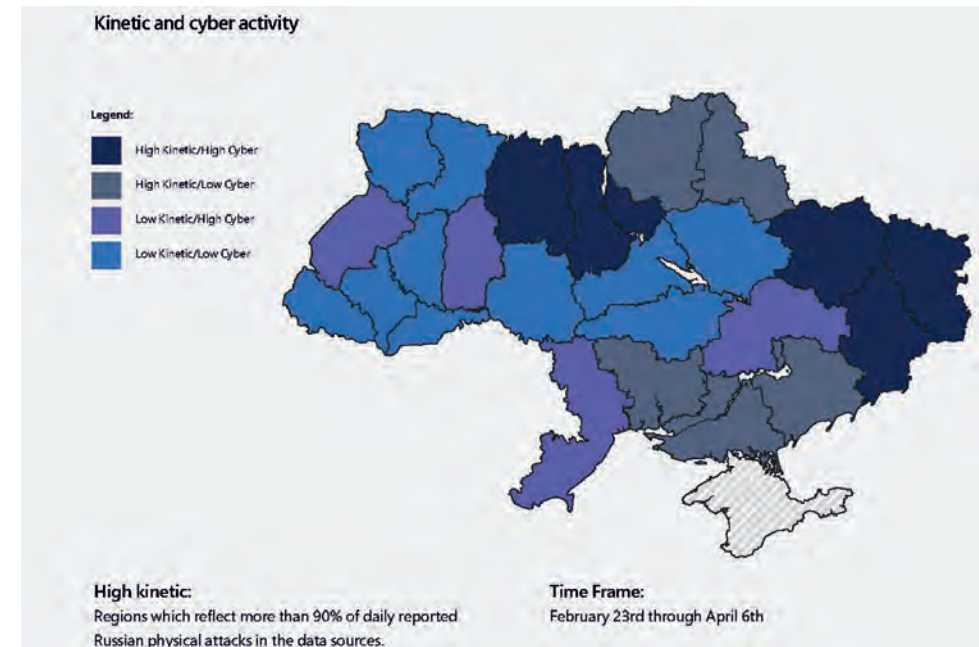 Kinetic and cyber activity
Legend:
High Kinetic/High Cyber
High Kinetic/Low Cyber
Low Kinetic/High Cyber
Low Kinetic/Low Cyber
High kinetic:
Regions which reflect more than 90% of daily reported
Russian physical attacks in the data sources.
Time Frame:
February 23rd through April 6th